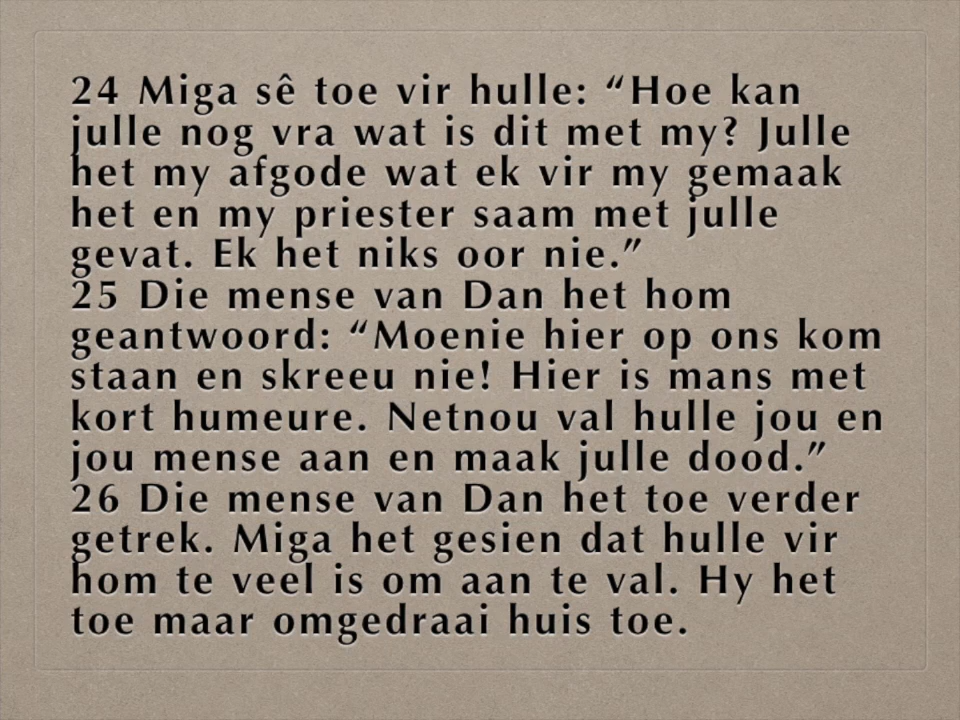 24 Miga sê toe vir hulle: “Hoe kan
julle nog vra wat is dit met my? Julle
het my afgode wat ek vir my gemaak
het en my priester saam met julle
gevat. Ek het niks oor nie.”
25 Die mense van Dan het hom
geantwoord: “Moenie hier op ons kom
staan en skreeu nie! Hier is mans met
kort humeure. Netnou val hulle jou en
jou mense aan en maak julle dood.”
26 Die mense van Dan het toe verder
getrek. Miga het gesien dat hulle vir
hom te veel is om aan te val. Hy het
toe maar omgedraai huis toe.